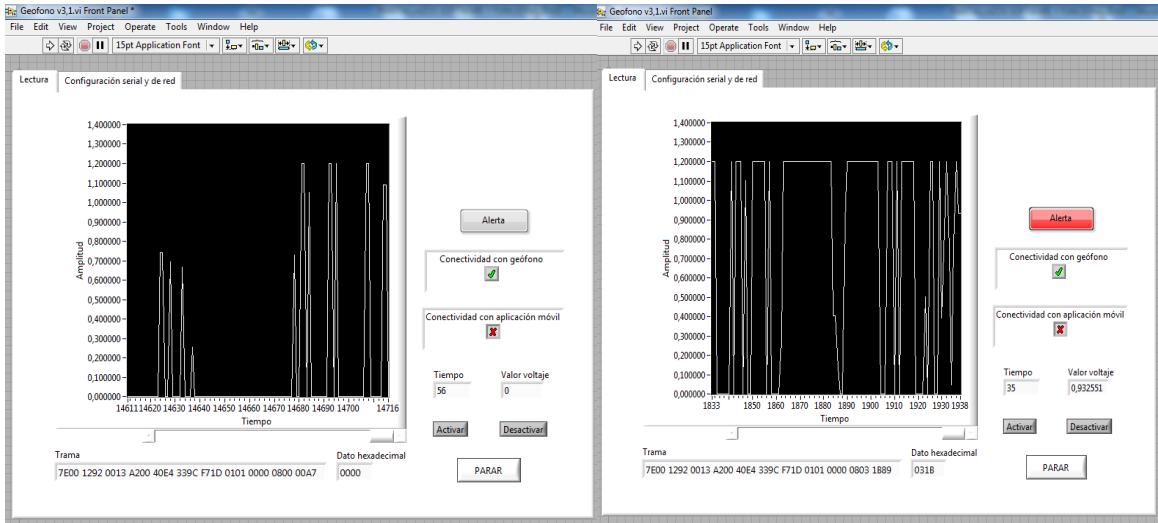 Geofono v3,1.vi Front Panel *
File Edit View Project Operate Tools Window Help
15pt Application Font
Lectura Configuración serial y de red
1,400000
1,300000
1,200000
1,100000
1,000000
0,900000
0,800000
0,700000
0,600000
0,500000
0,400000
0,300000
0,200000
0,100000
0,000000
Amplitud
14611 14620 14630 14640 14650 14660 14670 14680 14690 14700 14716
Tiempo
Alerta
Conectividad con geófono
Conectividad con aplicación móvil
Tiempo Valor voltaje
56 0
Activar Desactivar
Trama Dato hexadecimal
7E00 1292 0013 A200 40E4 339C F71D 0101 0000 0800 00A7 0000
PARAR
Geofono v3,1.vi Front Panel
File Edit View Project Operate Tools Window Help
15pt Application Font
Lectura Configuración serial y de red
1,400000
1,300000
1,200000
1,100000
1,000000
0,900000
0,800000
0,700000
0,600000
0,500000
0,400000
0,300000
0,200000
0,100000
0,000000
Amplitud
1833 1850 1860 1870 1880 1890 1900 1910 1920 1930 1938
Tiempo
Alerta
Conectividad con geófono
Conectividad con aplicación móvil
Tiempo Valor voltaje
35 0,932551
Activar Desactivar
Trama Dato hexadecimal
7E00 1292 0013 A200 40E4 339C F71D 0101 0000 0803 1B89 031B
PARAR